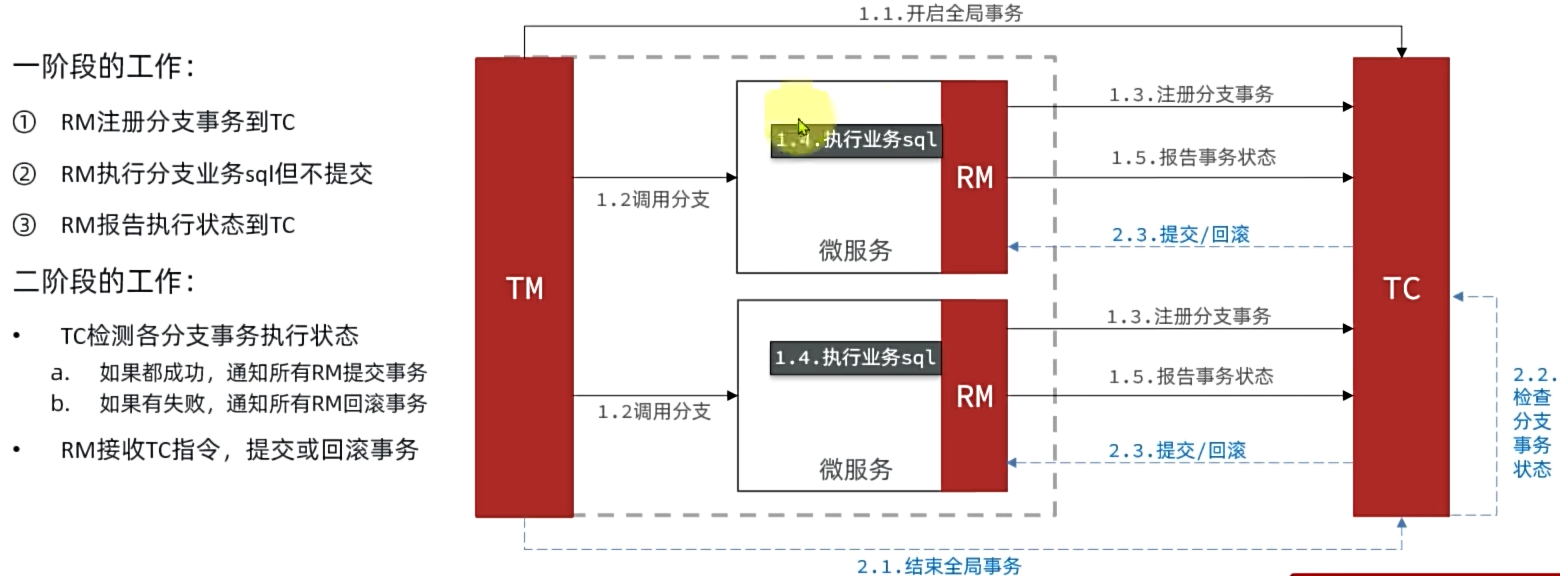 一阶段的工作：
① RM注册分支事务到TC
② RM执行分支业务sql但不提交
③ RM报告执行状态到TC
二阶段的工作：
• TC检测各分支事务执行状态
a. 如果都成功，通知所有RM提交事务
b. 如果有失败，通知所有RM回滚事务
• RM接收TC指令，提交或回滚事务
1.1.开启全局事务
TM
1.2调用分支
1.4.执行业务sql
RM
微服务
1.3.注册分支事务
1.5.报告事务状态
2.3.提交/回滚
1.2调用分支
1.4.执行业务sql
RM
微服务
1.3.注册分支事务
1.5.报告事务状态
2.3.提交/回滚
TC
2.2.
检查
分支
事务
状态
2.1.结束全局事务